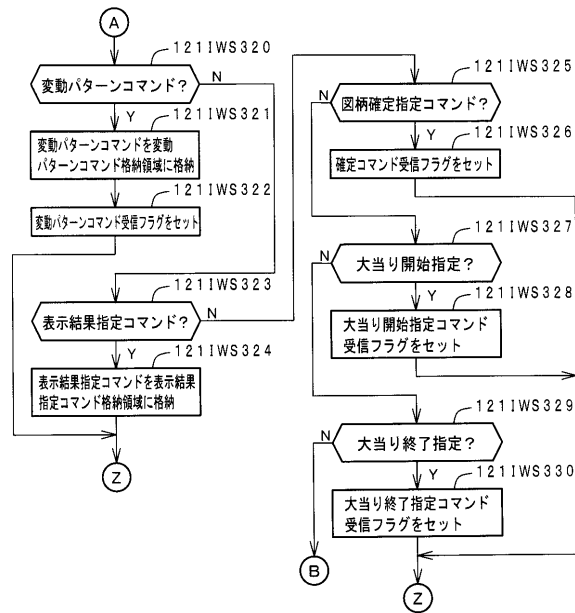 A
121IWS320
変動パターンコマンド?
N
Y
121IWS321
変動パターンコマンドを変動
パターンコマンド格納領域に格納
121IWS322
変動パターンコマンド受信フラグをセット
121IWS323
表示結果指定コマンド?
N
Y
121IWS324
表示結果指定コマンドを表示結果
指定コマンド格納領域に格納
Z
121IWS325
N
図柄確定指定コマンド?
Y
121IWS326
確定コマンド受信フラグをセット
121IWS327
N
大当り開始指定?
Y
121IWS328
大当り開始指定コマンド
受信フラグをセット
121IWS329
N
大当り終了指定?
Y
121IWS330
大当り終了指定コマンド
受信フラグをセット
B
Z